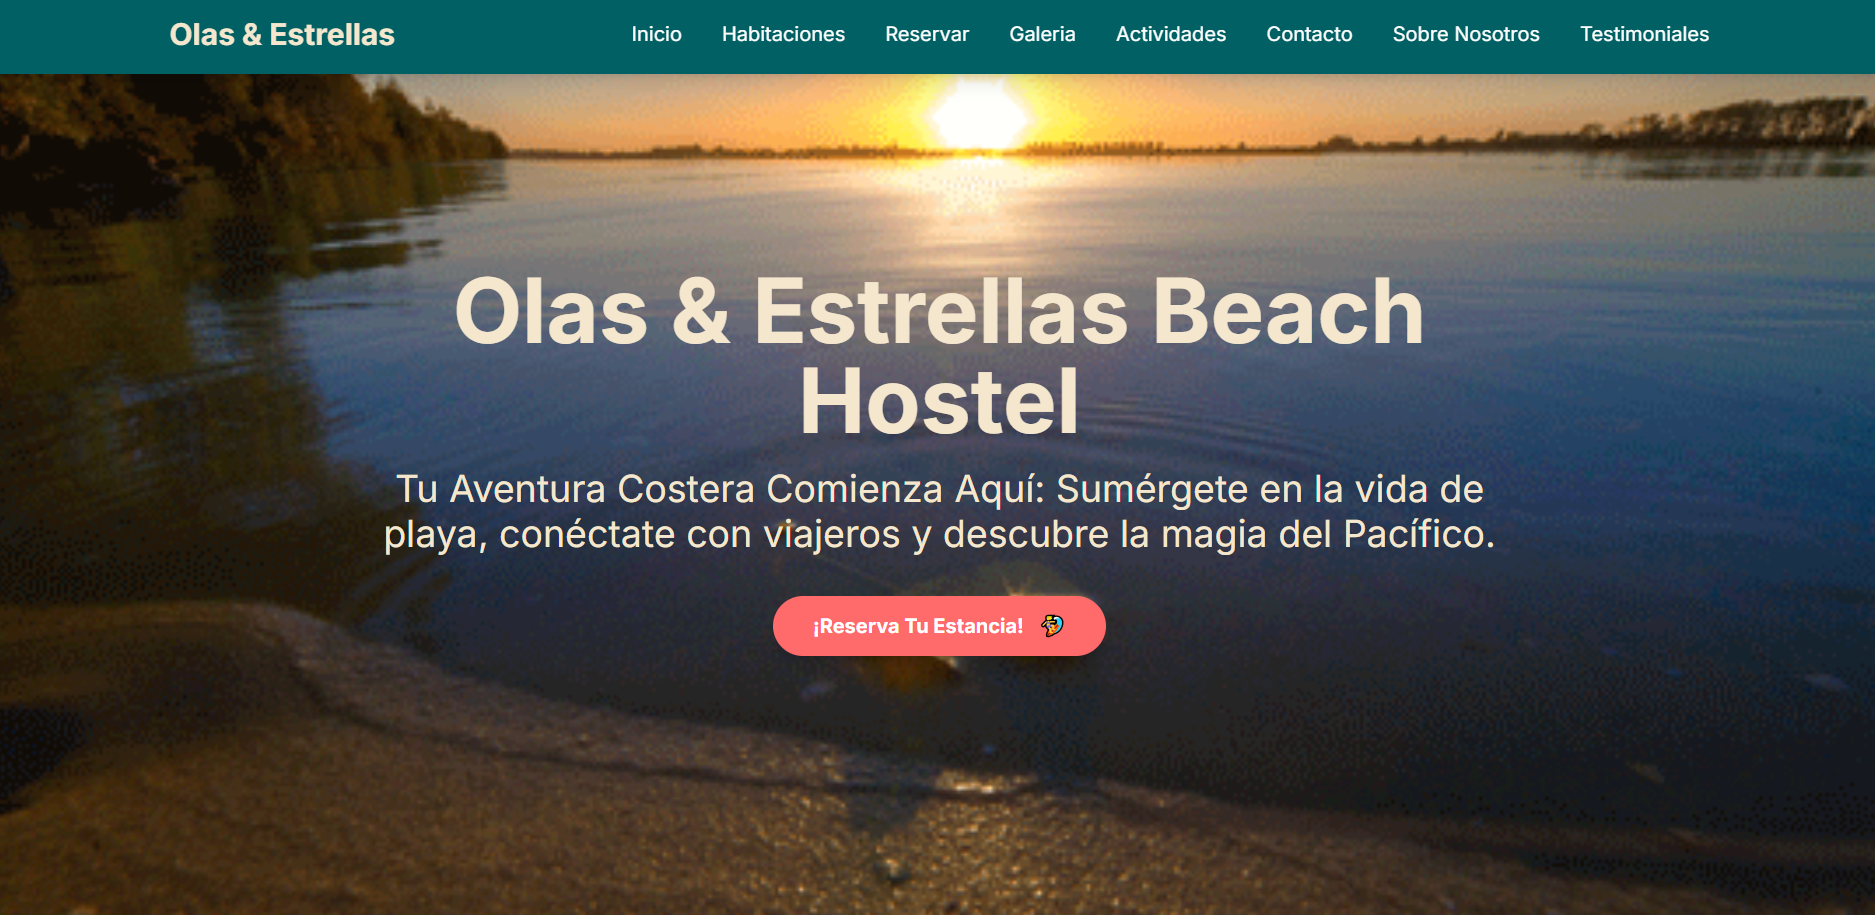 Olas & Estrellas
Inicio Habitaciones Reservar Galeria Actividades Contacto Sobre Nosotros Testimoniales
Olas & Estrellas Beach
Hostel
Tu Aventura Costera Comienza Aquí: Sumérgete en la vida de
playa, conéctate con viajeros y descubre la magia del Pacífico.
¡Reserva Tu Estancia!